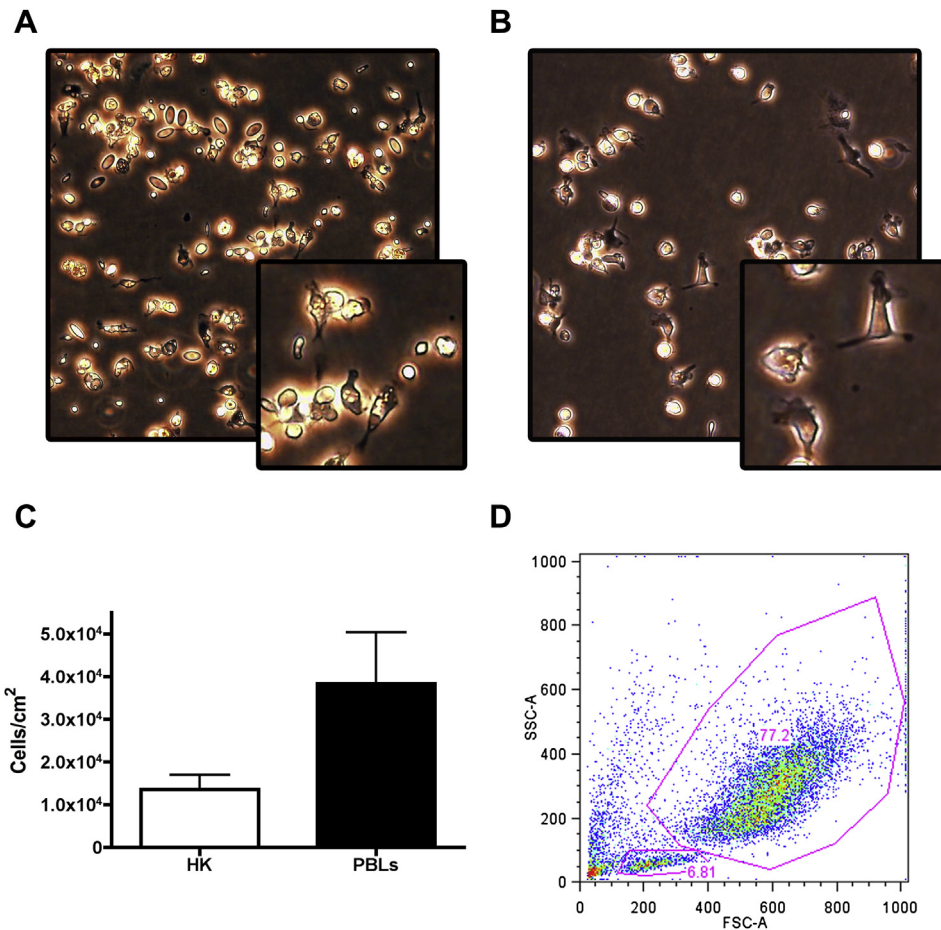 A
B
C
D
Cells/cm²
5.0x10⁴
4.0x10⁴
3.0x10⁴
2.0x10⁴
1.0x10⁴
0
HK
PBLs
SSC-A
1000
800
600
400
200
0
77.2
6.81
0
200
400
600
800
1000
FSC-A